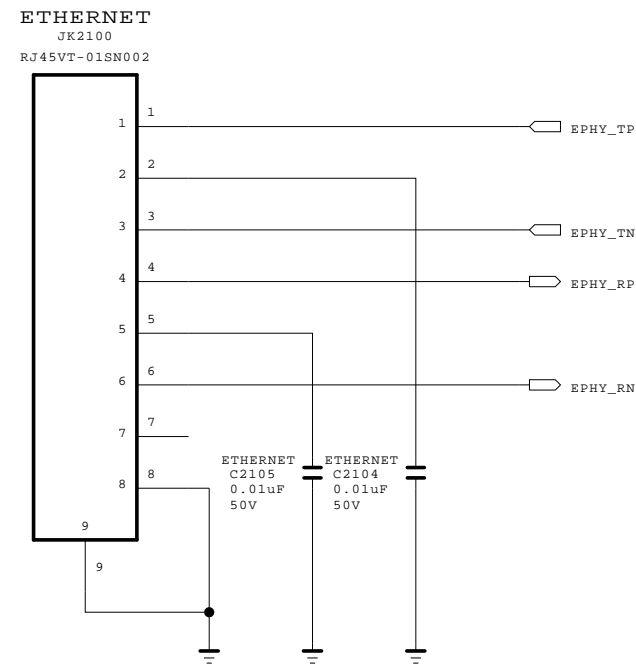 ETHERNET
JK2100
RJ45VT-01SN002
1
1
EPHY_TP
2
2
3
3
EPHY_TN
4
4
EPHY_RP
5
5
6
6
EPHY_RN
7
7
ETHERNET
C2105
0.01uF
50V
ETHERNET
C2104
0.01uF
50V
8
8
9
9